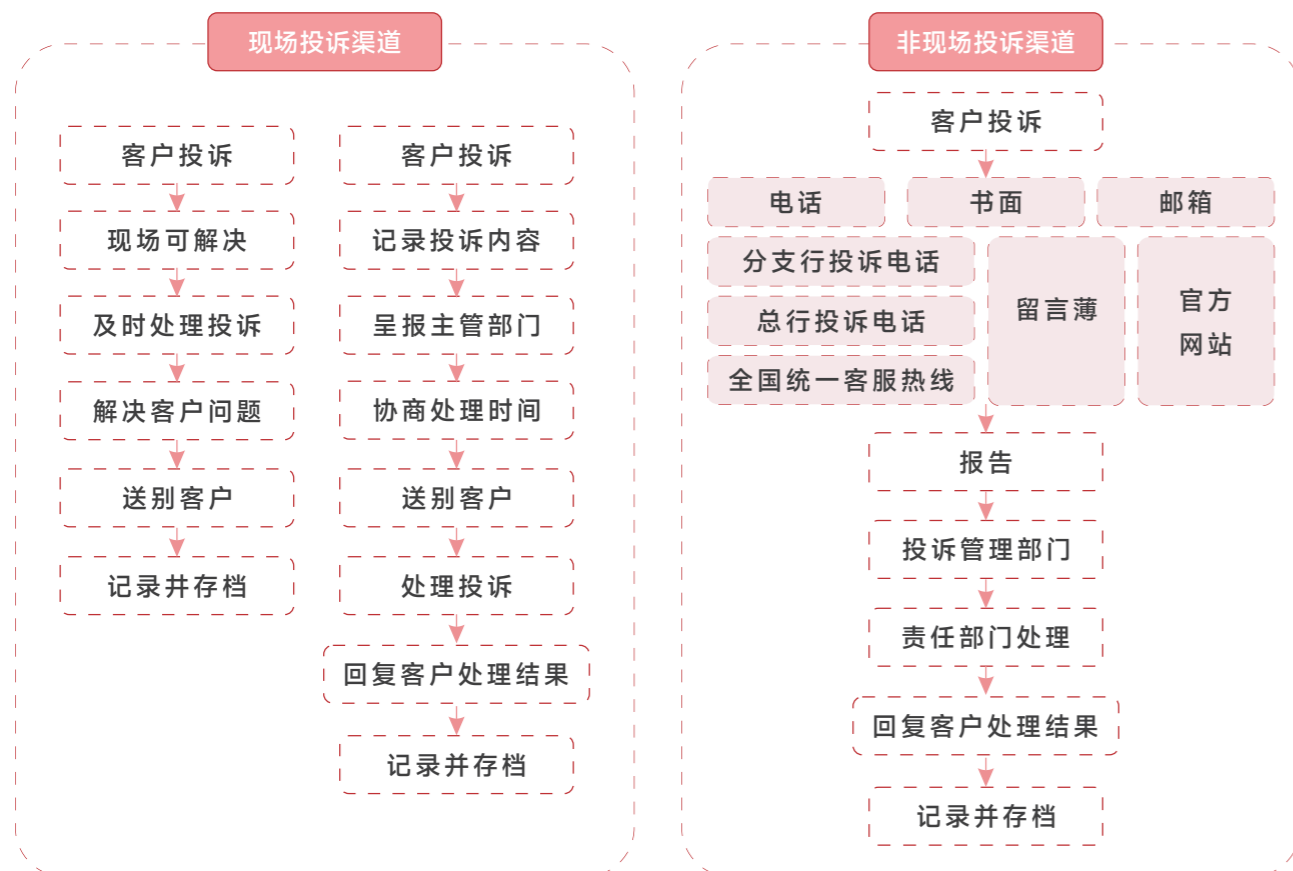 现场投诉渠道
客户投诉
现场可解决
及时处理投诉
解决客户问题
送别客户
记录并存档
客户投诉
记录投诉内容
呈报主管部门
协商处理时间
送别客户
处理投诉
回复客户处理结果
记录并存档
非现场投诉渠道
客户投诉
电话
书面
邮箱
分支行投诉电话
总行投诉电话
全国统一客服热线
留言薄
官方
网站
报告
投诉管理部门
责任部门处理
回复客户处理结果
记录并存档